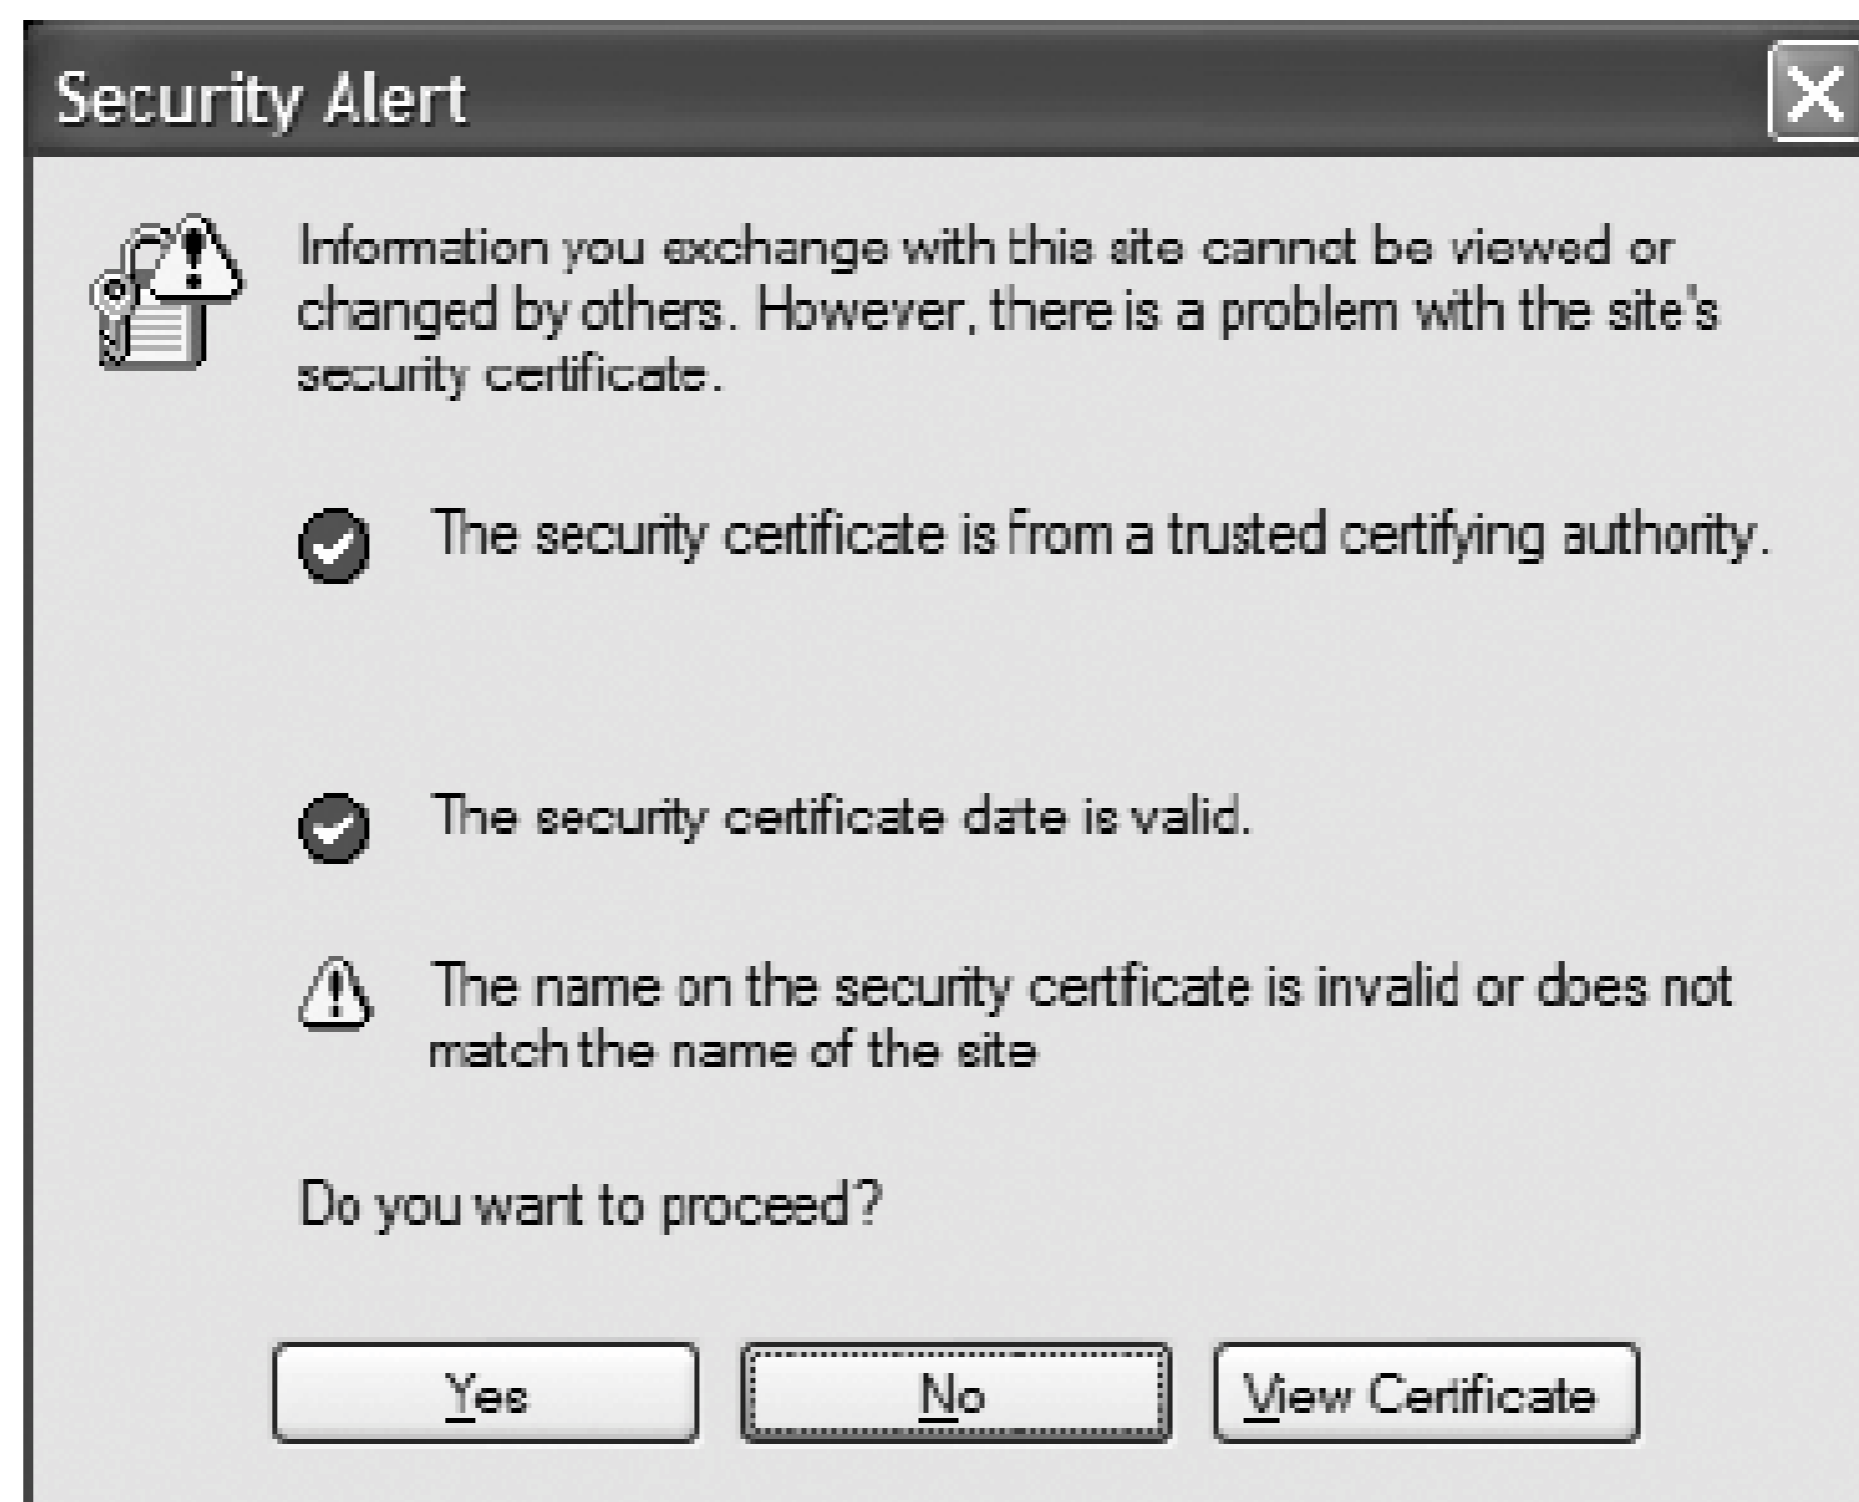 Security Alert
Information you exchange with this site cannot be viewed or
changed by others. However, there is a problem with the site's
security certificate.
The security certificate is from a trusted certifying authority.
The security certificate date is valid.
The name on the security certificate is invalid or does not
match the name of the site
Do you want to proceed?
Yes No View Certificate